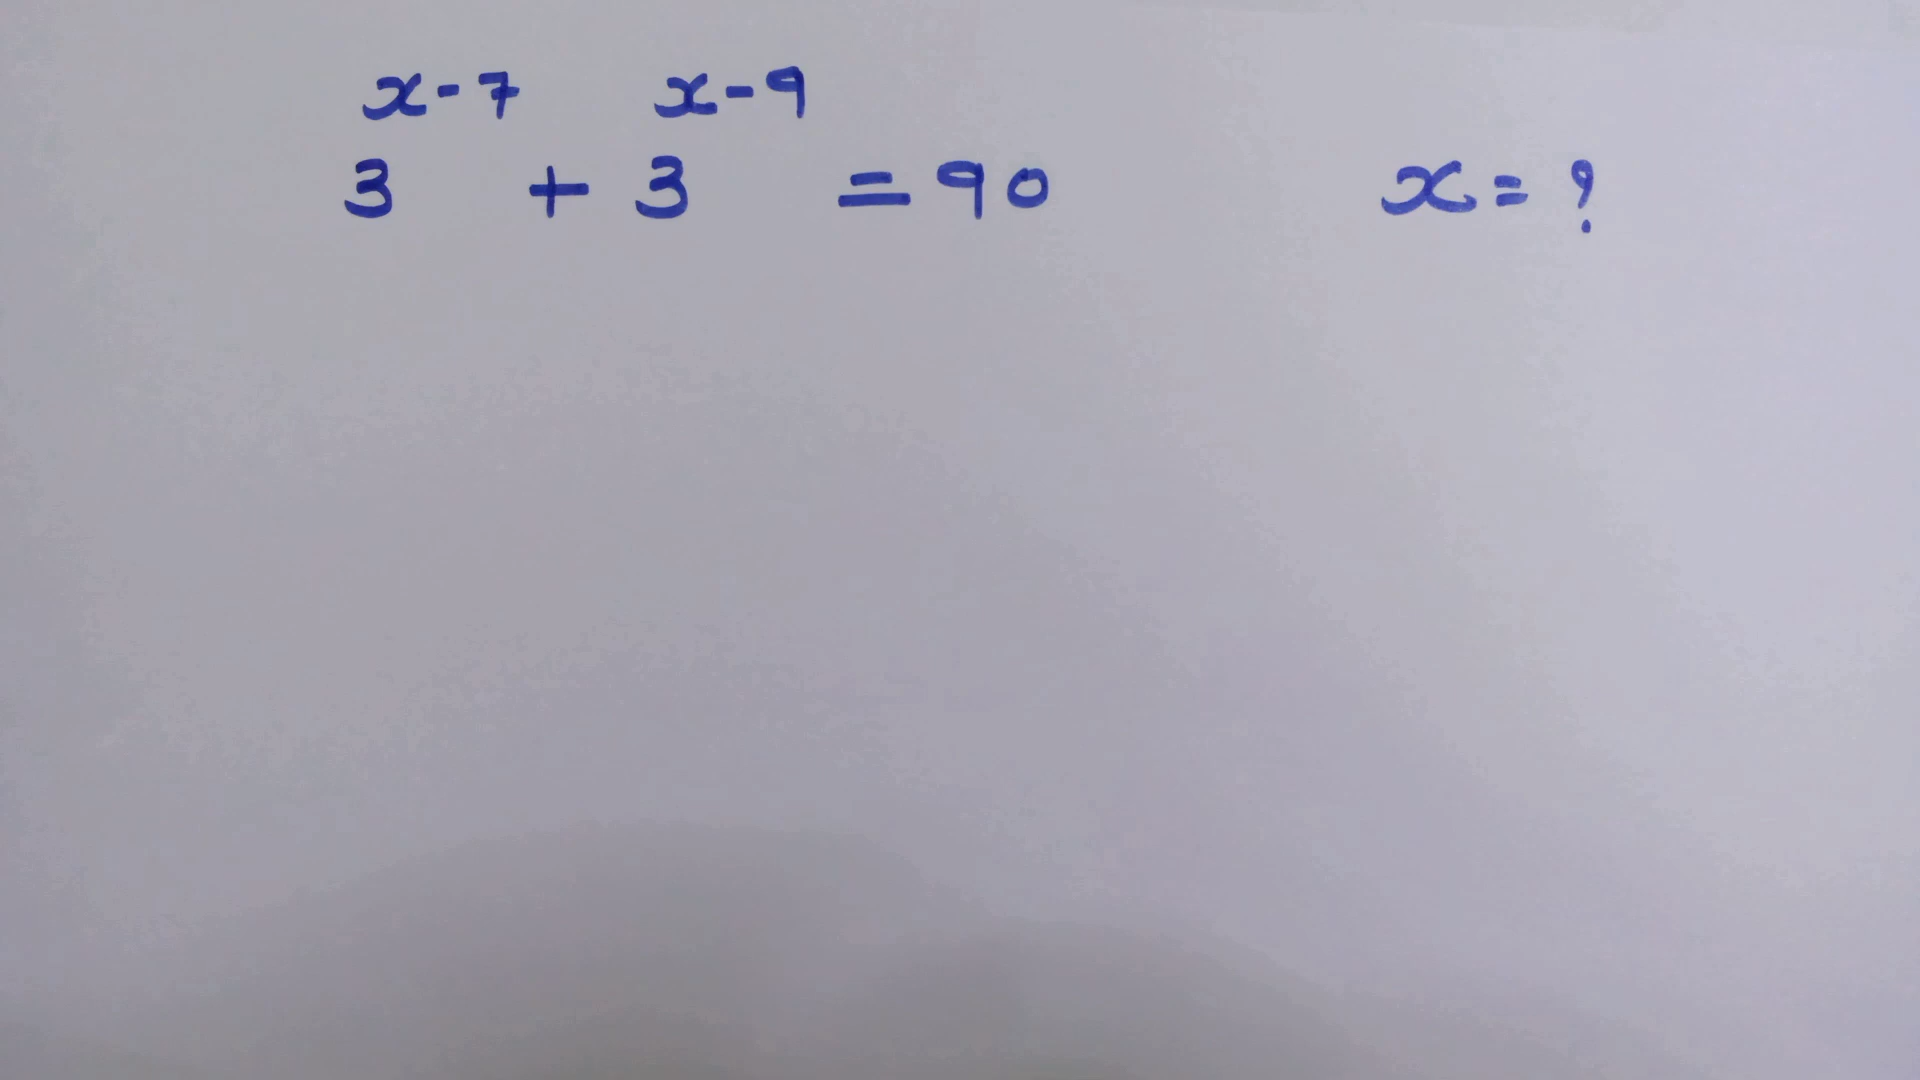 3^(x-7) + 3^(x-9) = 90 x = ?